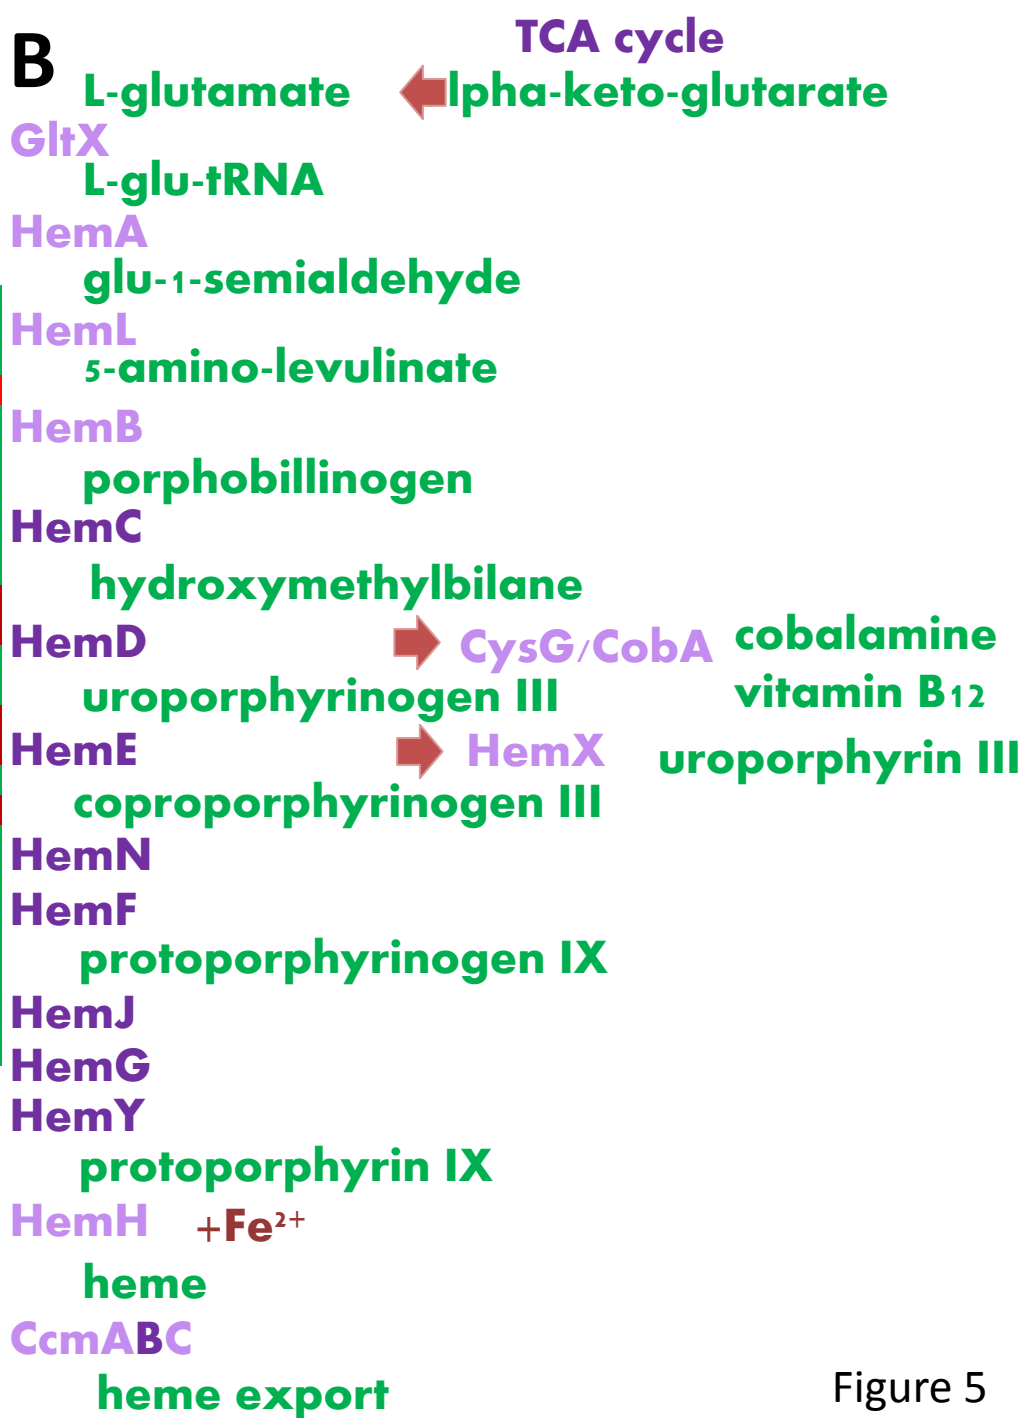 B
TCA cycle
L-glutamate lpha-keto-glutarate
GltX
L-glu-tRNA
HemA
glu-1-semialdehyde
HemL
5-amino-levulinate
HemB
porphobillinogen
HemC
hydroxymethylbilane
HemD CysG/CobA cobalamine
uroporphyrinogen III vitamin B12
HemE HemX uroporphyrin III
coproporphyrinogen III
HemN
HemF
protoporphyrinogen IX
HemJ
HemG
HemY
protoporphyrin IX
HemH +Fe²⁺
heme
CcmABC
heme export
Figure 5